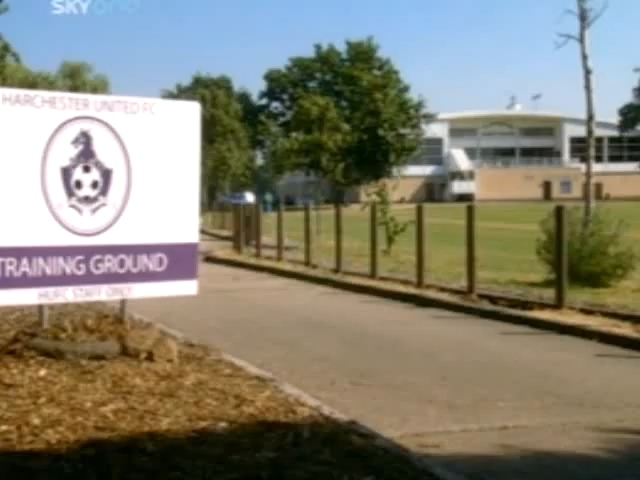 SKY one
HARCHESTER UNITED FC
TRAINING GROUND
HUFC STAFF ONLY